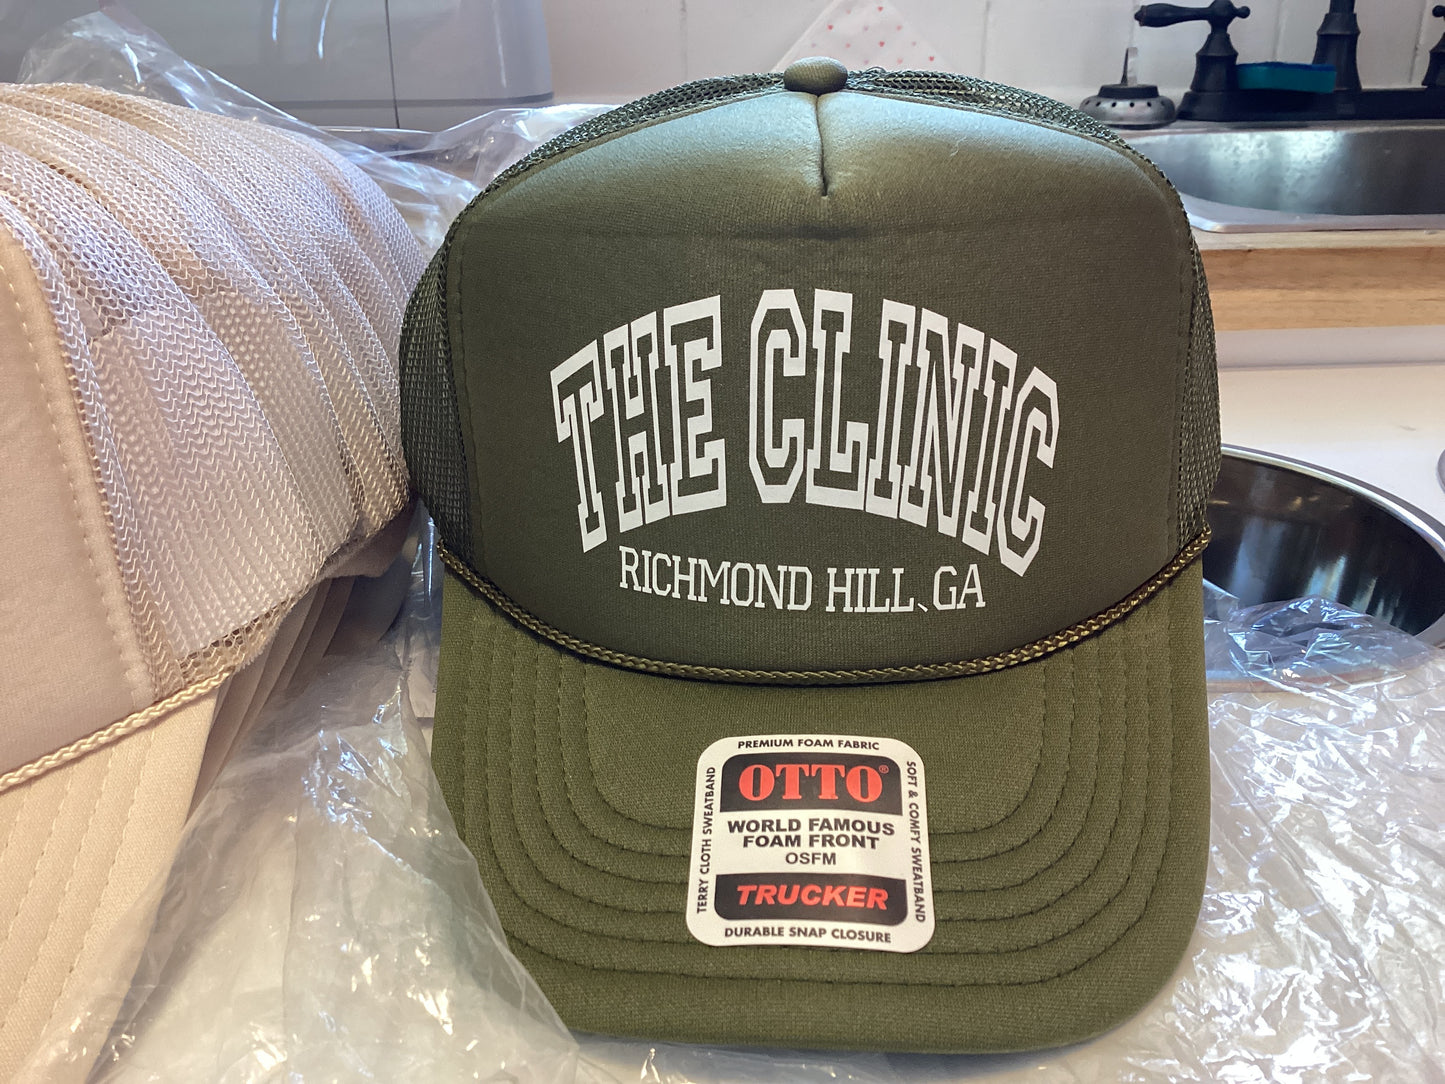 THE CLINIC
RICHMOND HILL, GA
PREMIUM FOAM FABRIC
OTTO®
WORLD FAMOUS
FOAM FRONT
OSFM
TRUCKER
DURABLE SNAP CLOSURE
TERRY CLOTH SWEATBAND
SOFT & COMFY SWEATBAND